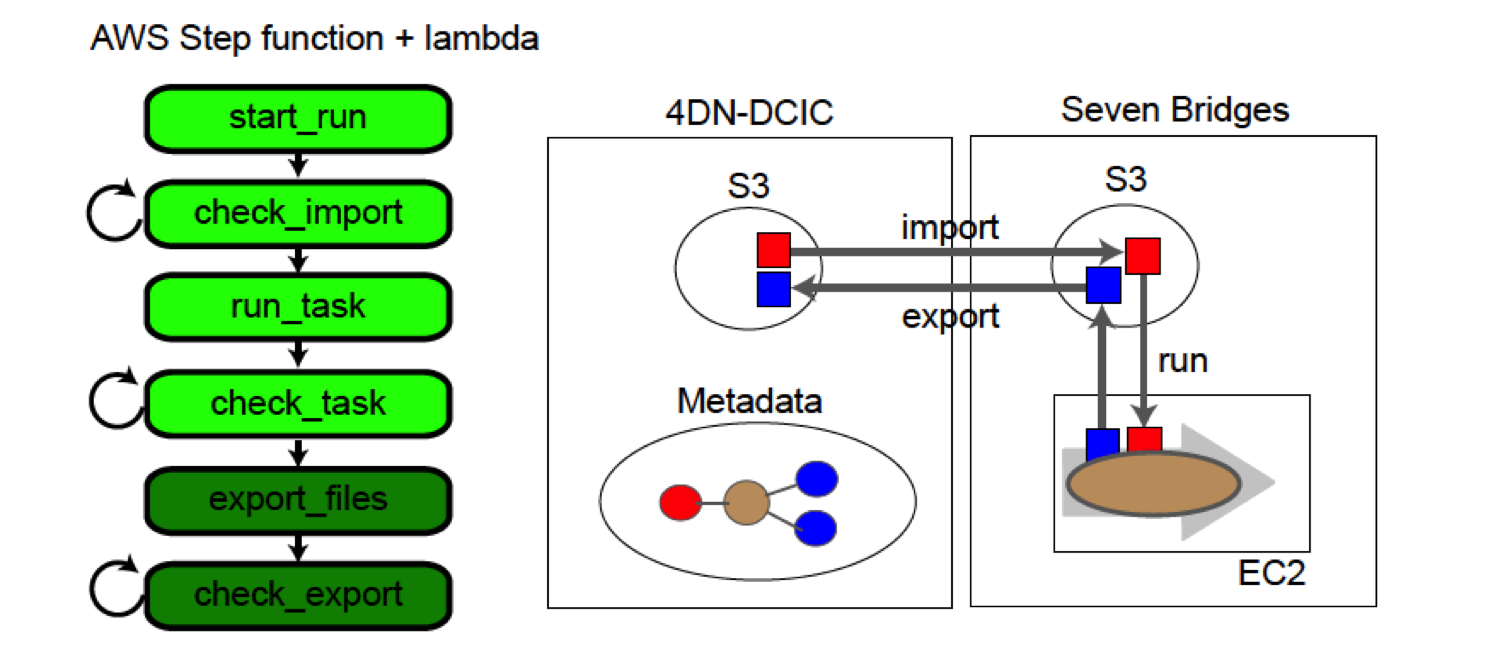 AWS Step function + lambda
start_run
check_import
run_task
check_task
export_files
check_export
4DN-DCIC
S3
Metadata
import
export
Seven Bridges
S3
run
EC2